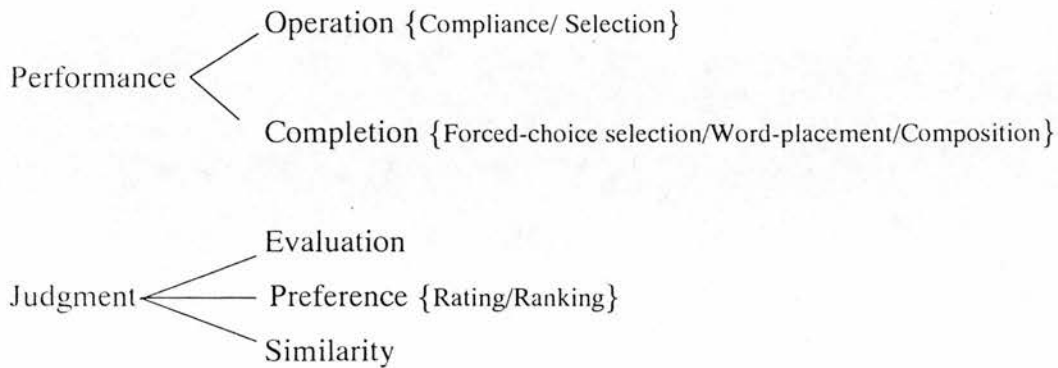 Operation {Compliance/ Selection}
Performance
Completion {Forced-choice selection/Word-placement/Composition}
Evaluation
Judgment
Preference {Rating/Ranking}
Similarity